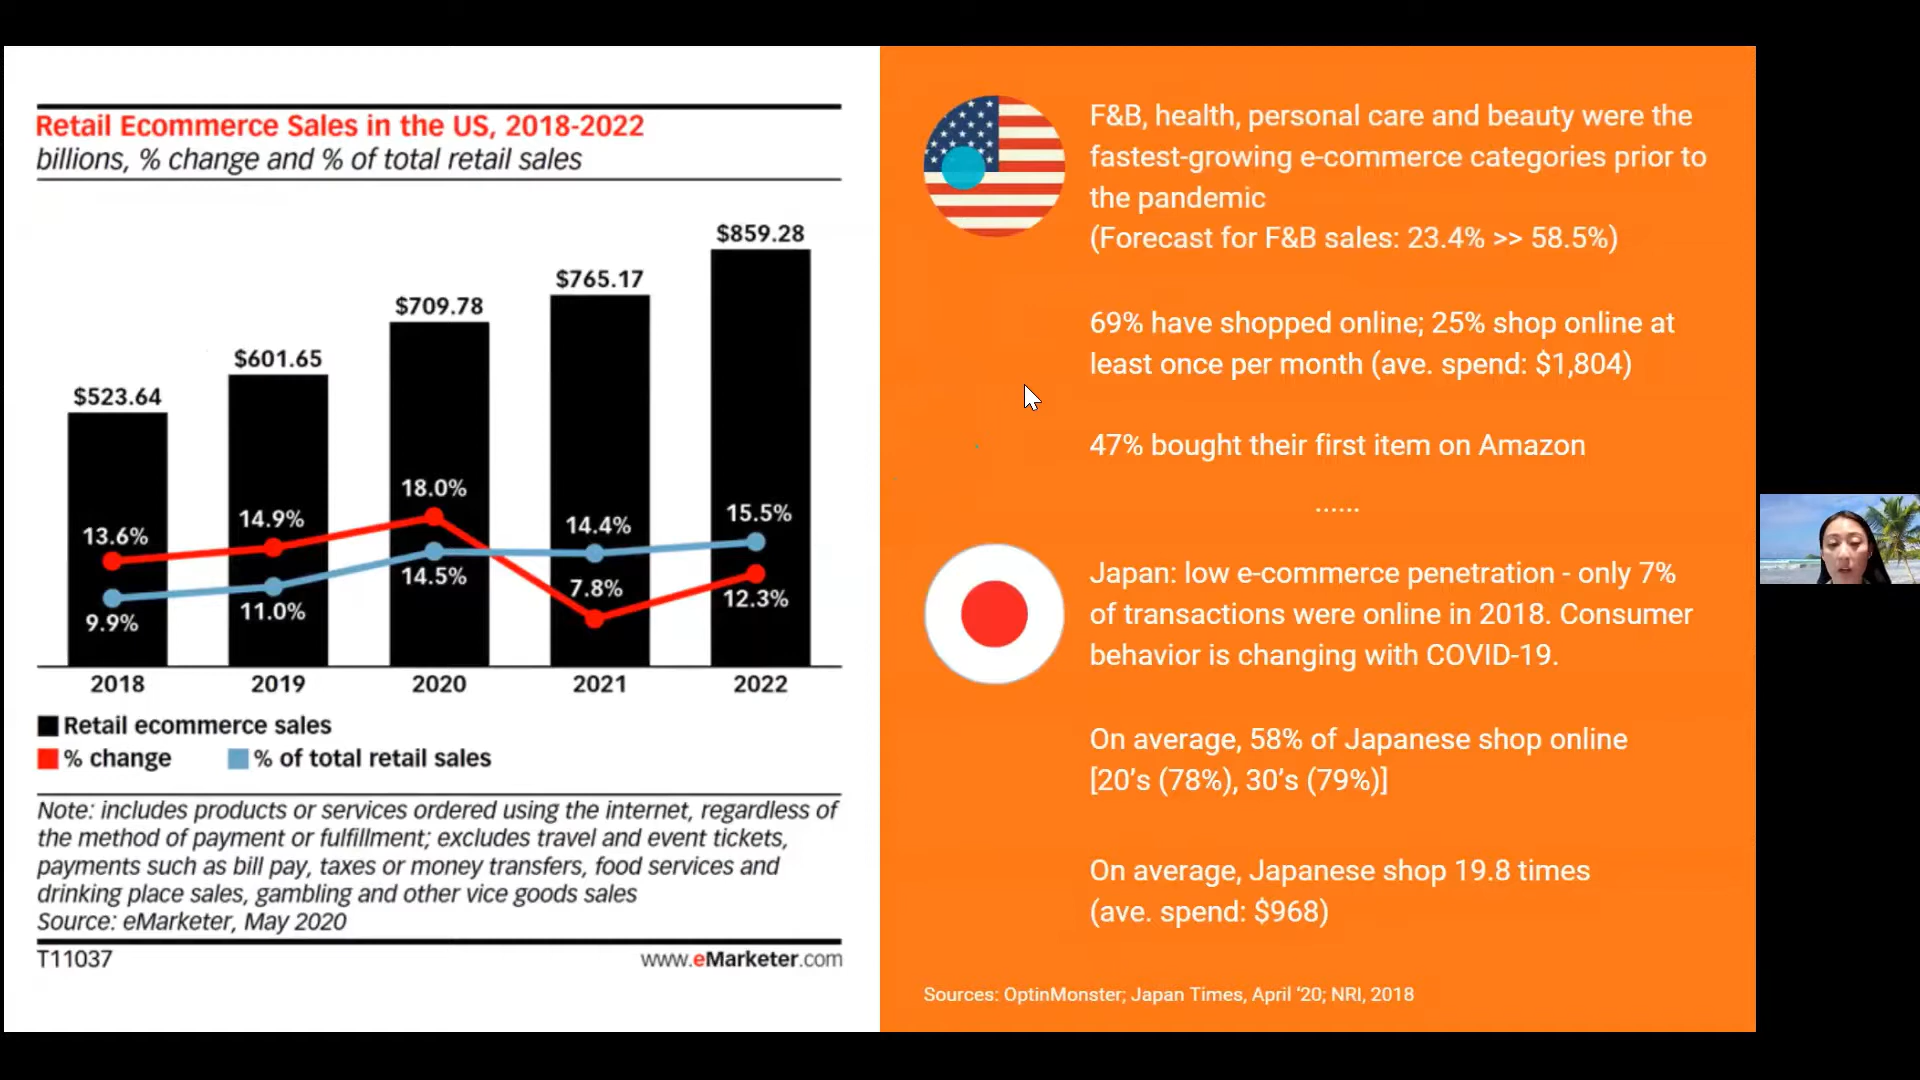 Retail Ecommerce Sales in the US, 2018-2022
billions, % change and % of total retail sales
$859.28
$765.17
$709.78
$601.65
$523.64
18.0%
15.5%
14.9%
14.4%
13.6%
14.5%
7.8%
12.3%
11.0%
9.9%
2018 2019 2020 2021 2022
Retail ecommerce sales
% change % of total retail sales
Note: includes products or services ordered using the internet, regardless of
the method of payment or fulfillment; excludes travel and event tickets,
payments such as bill pay, taxes or money transfers, food services and
drinking place sales, gambling and other vice goods sales
Source: eMarketer, May 2020
T11037 www.eMarketer.com
F&B, health, personal care and beauty were the
fastest-growing e-commerce categories prior to
the pandemic
(Forecast for F&B sales: 23.4% >> 58.5%)
69% have shopped online; 25% shop online at
least once per month (ave. spend: $1,804)
47% bought their first item on Amazon
......
Japan: low e-commerce penetration - only 7%
of transactions were online in 2018. Consumer
behavior is changing with COVID-19.
On average, 58% of Japanese shop online
[20’s (78%), 30’s (79%)]
On average, Japanese shop 19.8 times
(ave. spend: $968)
Sources: OptinMonster; Japan Times, April ‘20; NRI, 2018